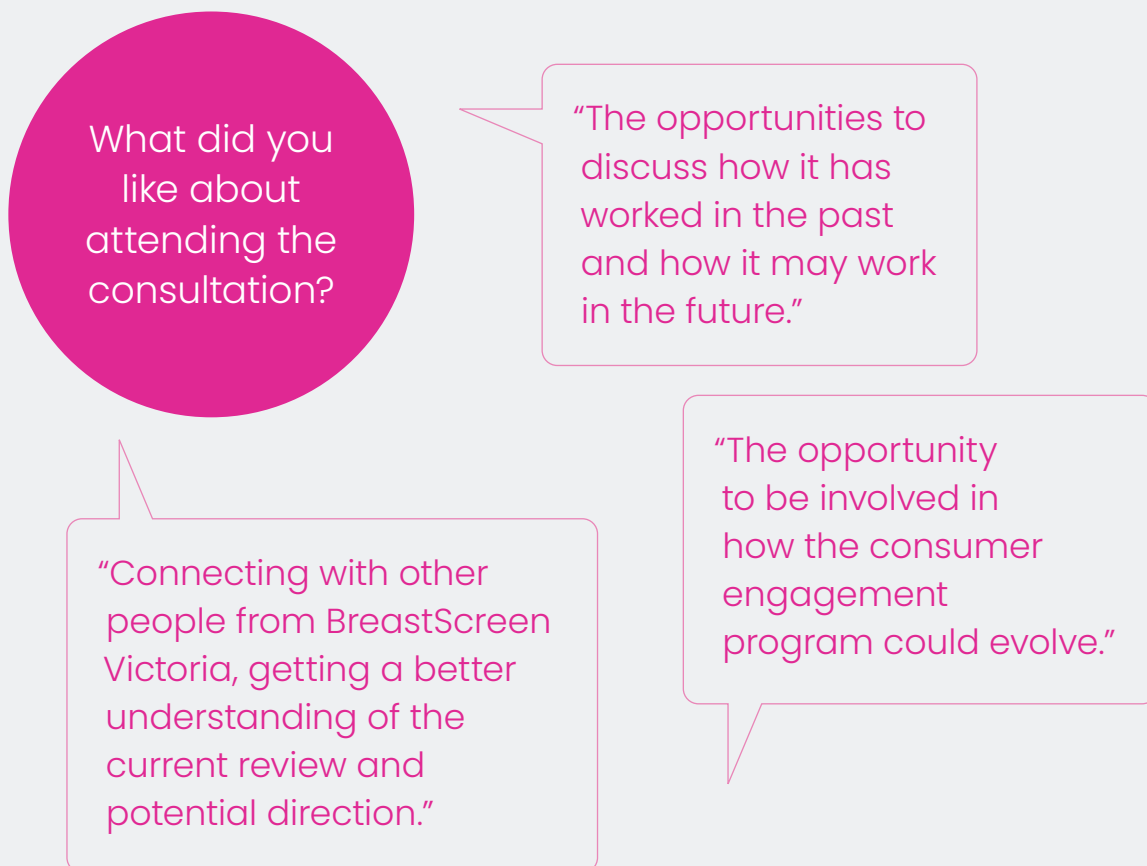 What did you
like about
attending the
consultation?
“The opportunities to
discuss how it has
worked in the past
and how it may work
in the future.”
“The opportunity
to be involved in
how the consumer
engagement
program could evolve.”
“Connecting with other
people from BreastScreen
Victoria, getting a better
understanding of the
current review and
potential direction.”